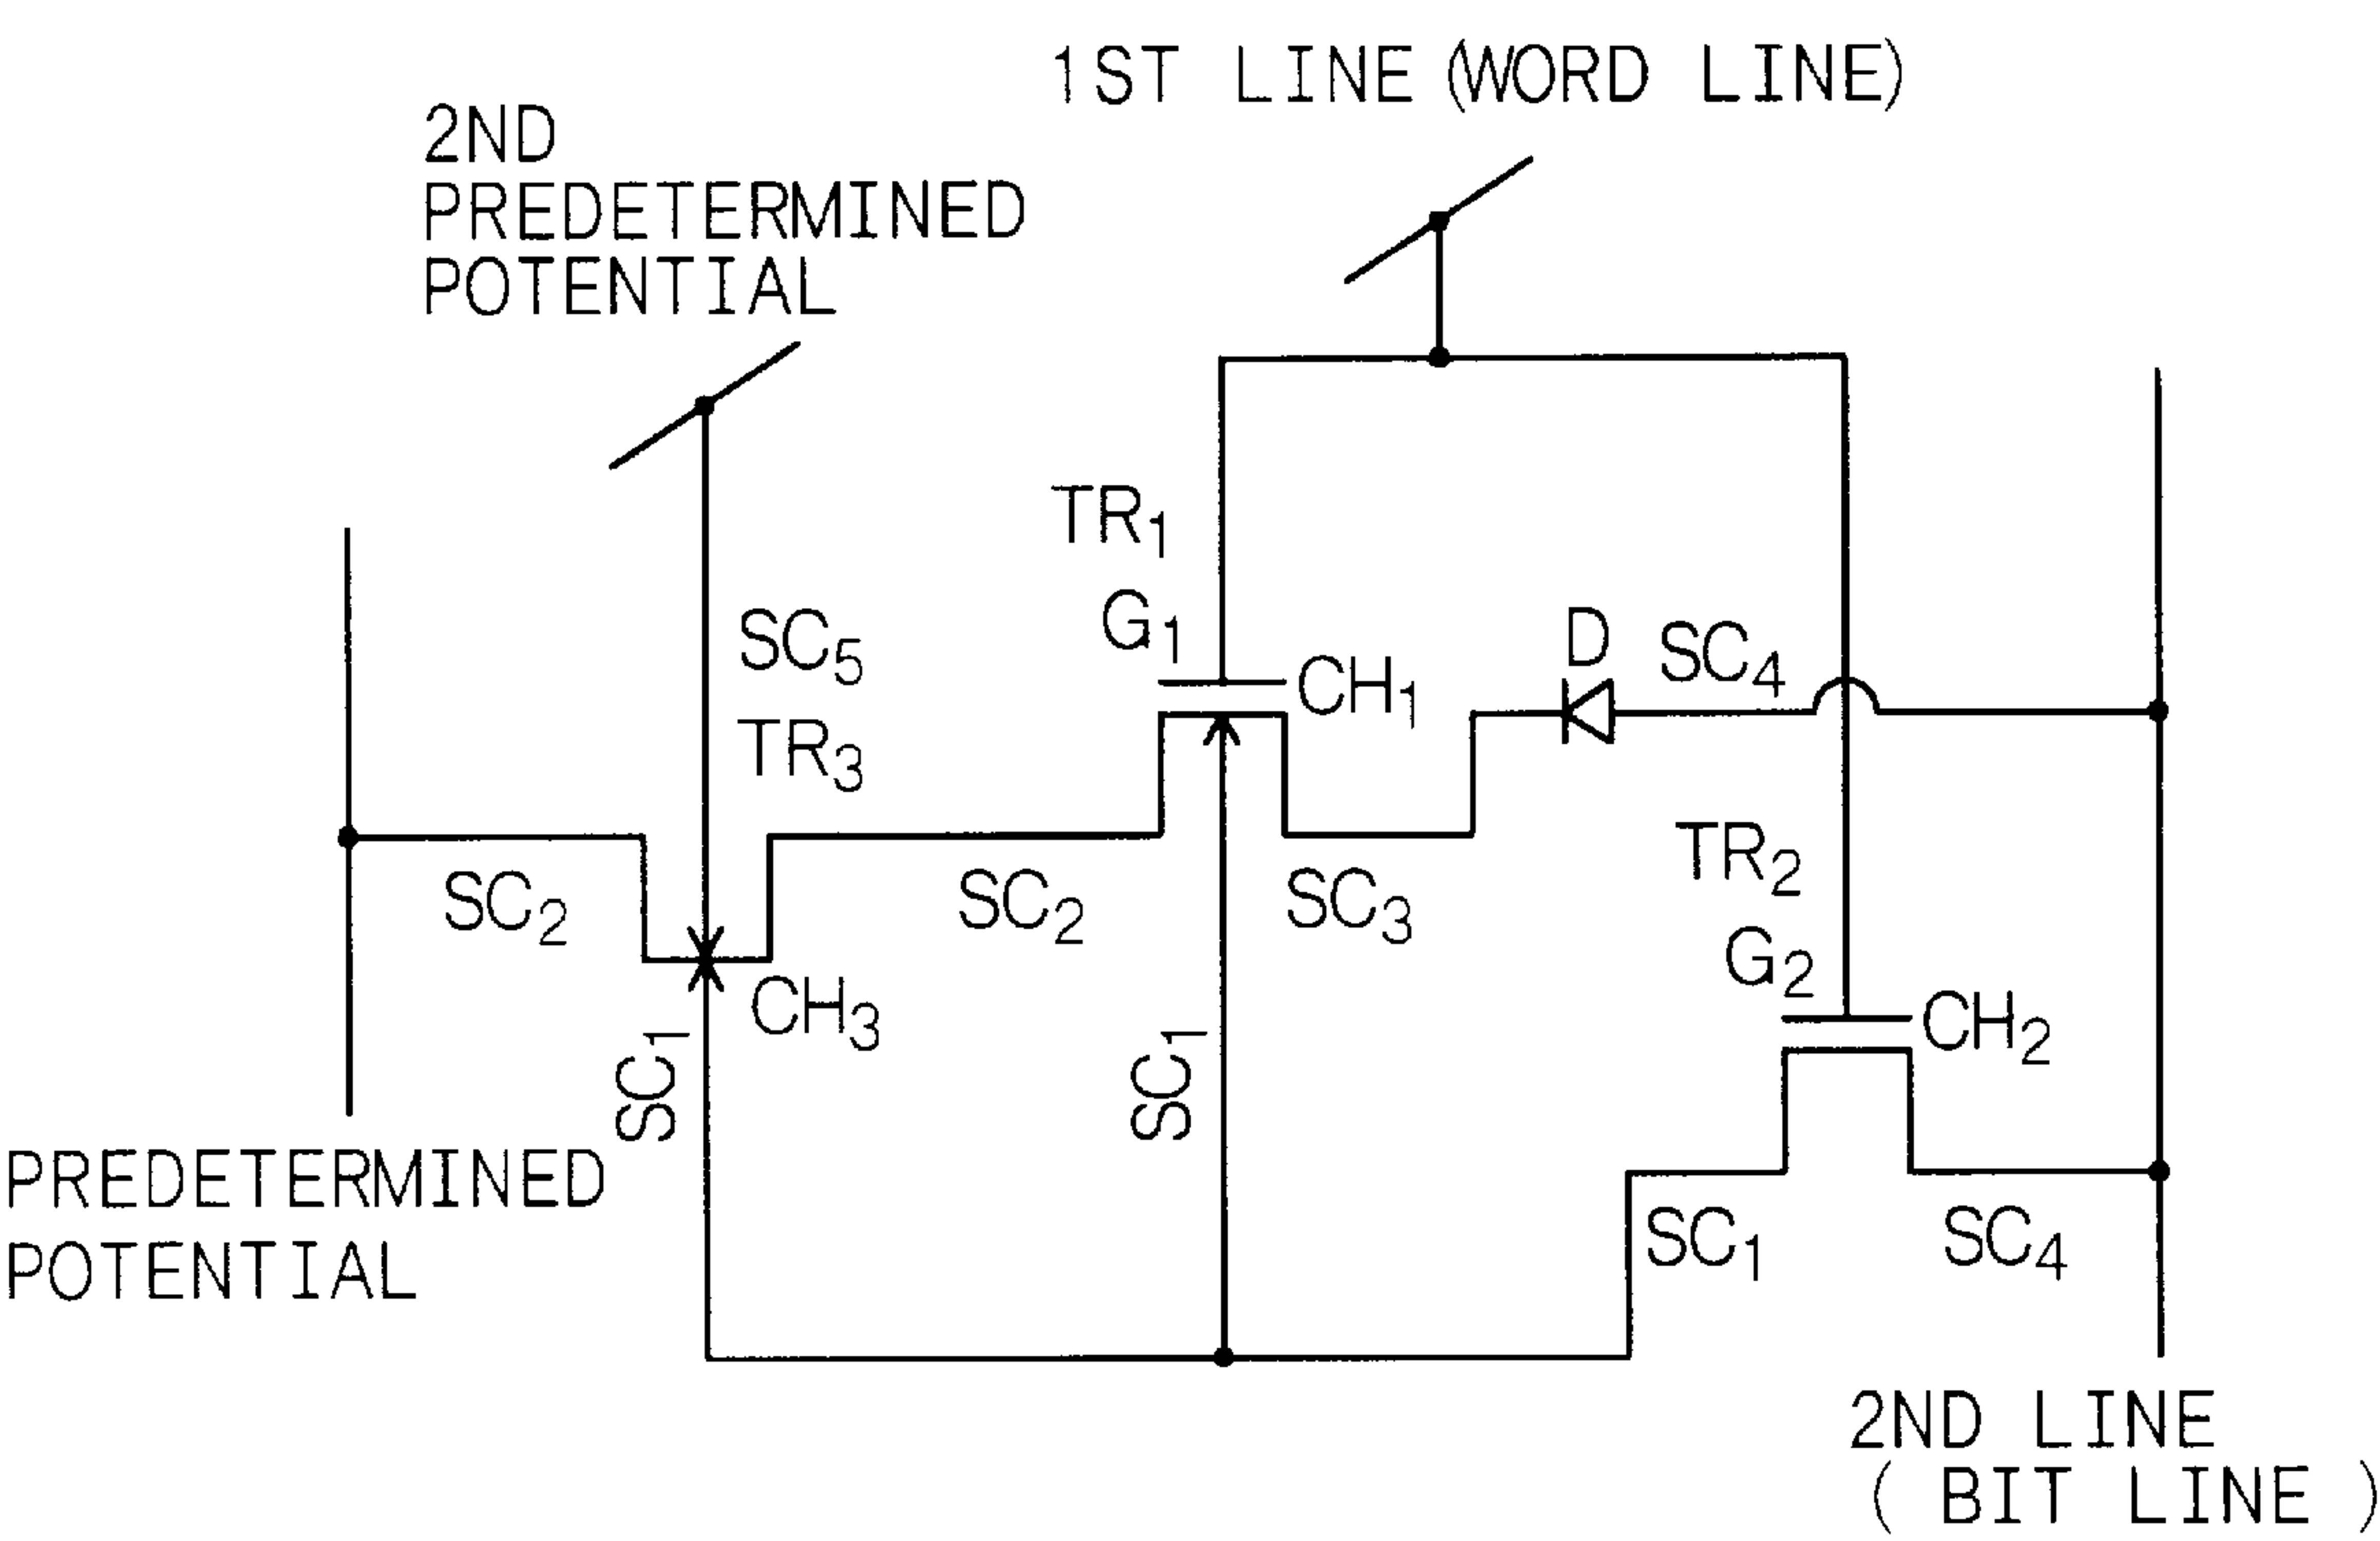 1ST LINE (WORD LINE)
2ND
PREDETERMINED
POTENTIAL
TR1
G1
CH1
D
SC4
SC5
TR3
SC2
SC2
SC3
TR2
G2
CH2
CH3
SC1
SC1
SC1
SC4
PREDETERMINED
POTENTIAL
2ND LINE
( BIT LINE )